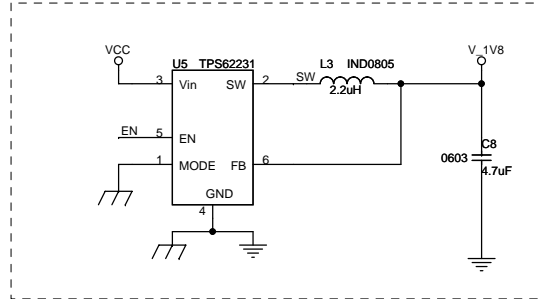 VCC
V_1V8
U5 TPS62231
L3 IND0805
3 Vin SW 2 SW
2.2uH
EN 5 EN
C8
0603
4.7uF
1 MODE FB 6
GND
4